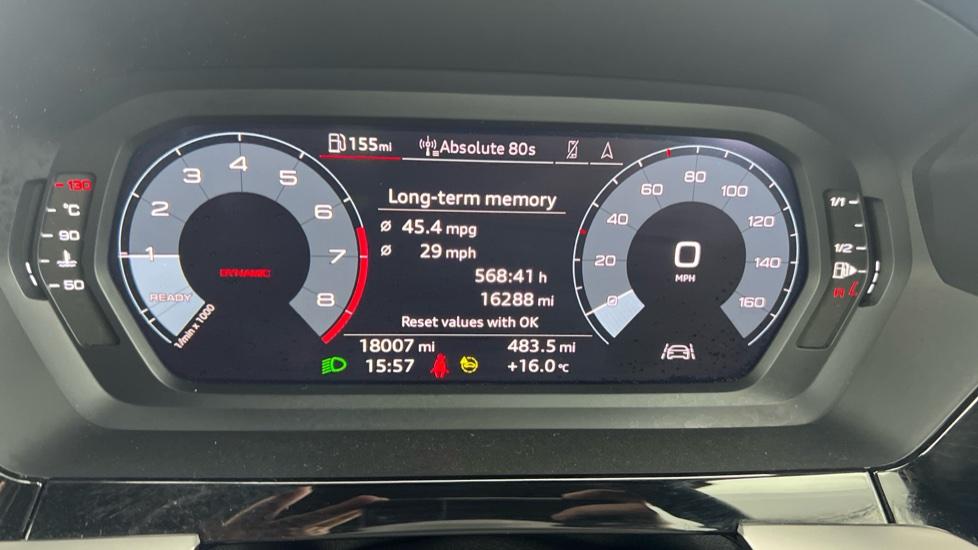 155mi Absolute 80s
Long-term memory
ø 45.4 mpg
ø 29 mph
568:41 h
16288 mi
Reset values with OK
18007 mi 483.5 mi
15:57 +16.0 °C
1 2 3 4 5 6 7 8
READY
1/min x 1000
DYNAMIC
0 20 40 60 80 100 120 140 160
0
MPH
130
°C
90
50
1/1
1/2
R